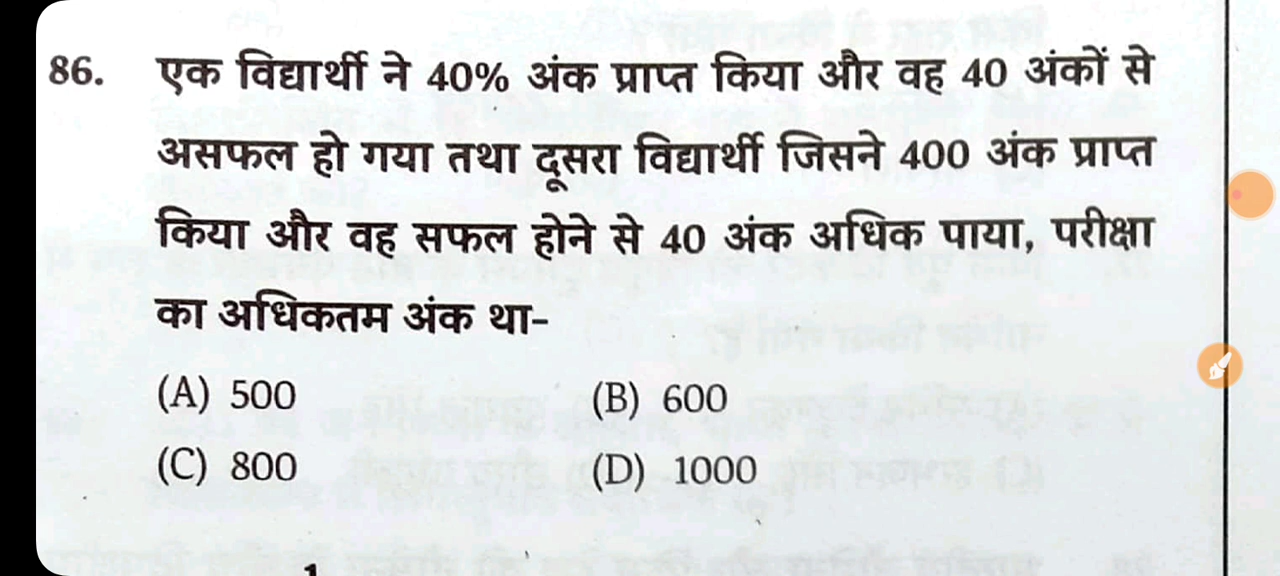 86. एक विद्यार्थी ने 40% अंक प्राप्त किया और वह 40 अंकों से
असफल हो गया तथा दूसरा विद्यार्थी जिसने 400 अंक प्राप्त
किया और वह सफल होने से 40 अंक अधिक पाया, परीक्षा
का अधिकतम अंक था-
(A) 500 (B) 600
(C) 800 (D) 1000